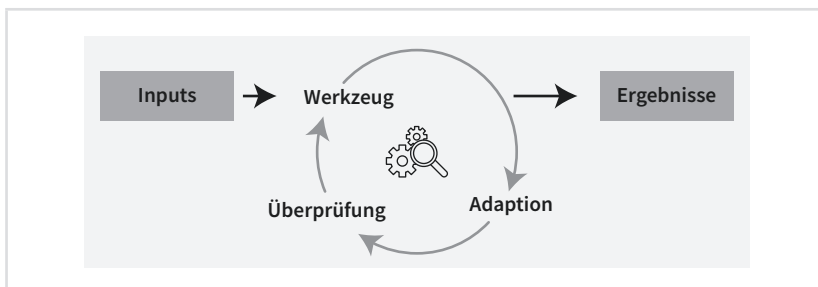 Inputs
Werkzeug
Ergebnisse
Überprüfung
Adaption